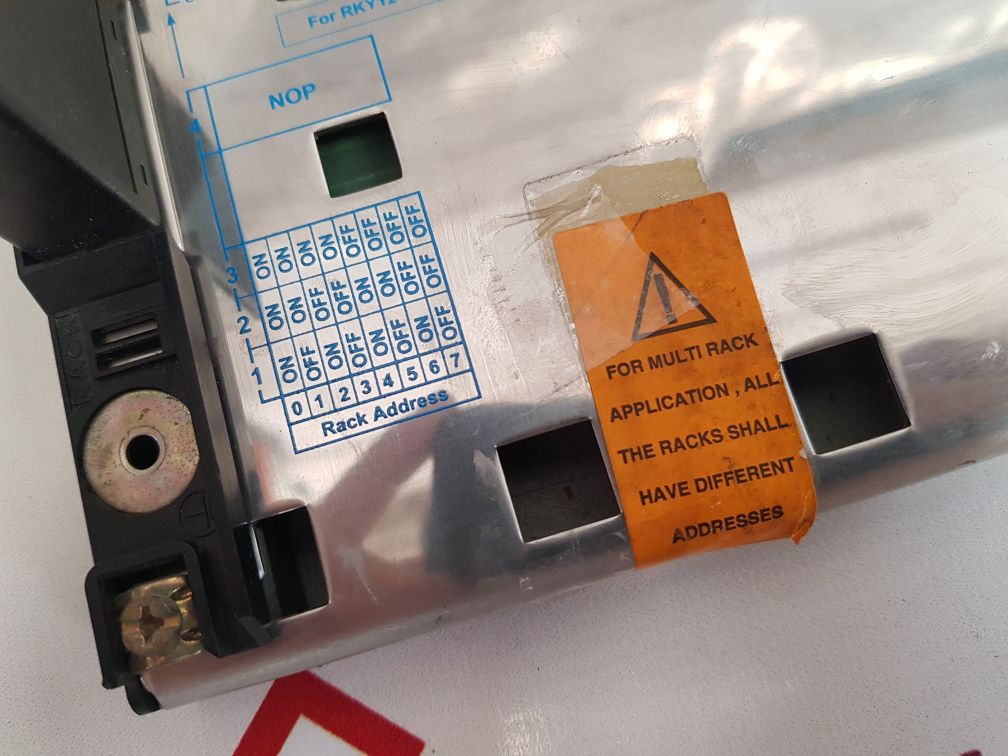 For
NOP
4
3 ON ON ON ON OFF OFF OFF OFF
2 ON ON OFF OFF ON ON OFF OFF
1 ON OFF ON OFF ON OFF ON OFF
0 1 2 3 4 5 6 7
Rack Address
FOR MULTI RACK
APPLICATION , ALL
THE RACKS SHALL
HAVE DIFFERENT
ADDRESSES